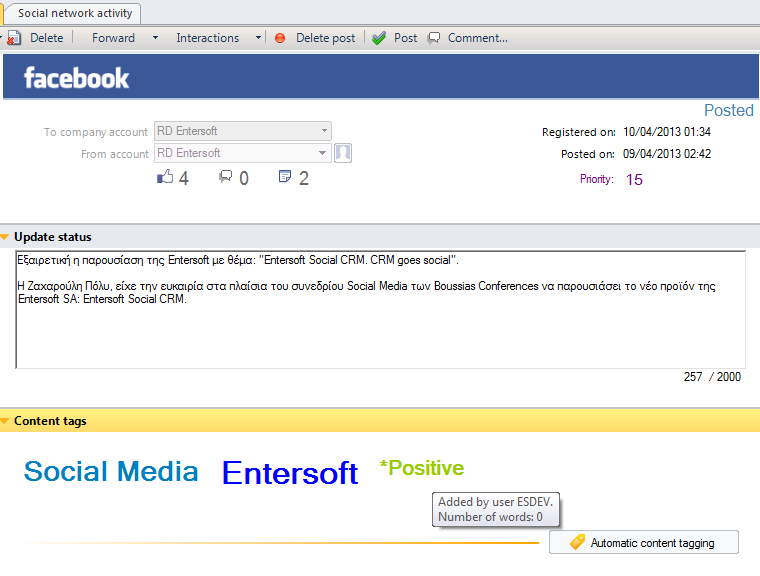 Social network activity
Delete Forward Interactions Delete post Post Comment...
facebook
Posted
To company account RD Entersoft Registered on: 10/04/2013 01:34
From account RD Entersoft Posted on: 09/04/2013 02:42
4 0 2 Priority: 15
Update status
Εξαιρετική η παρουσίαση της Entersoft με θέμα: "Entersoft Social CRM. CRM goes social".
Η Ζαχαρούλη Πόλυ, είχε την ευκαιρία στα πλαίσια του συνεδρίου Social Media των Boussias Conferences να παρουσιάσει το νέο προϊόν της
Entersoft SA: Entersoft Social CRM.
257 / 2000
Content tags
Social Media Entersoft *Positive
Added by user ESDEV.
Number of words: 0
Automatic content tagging